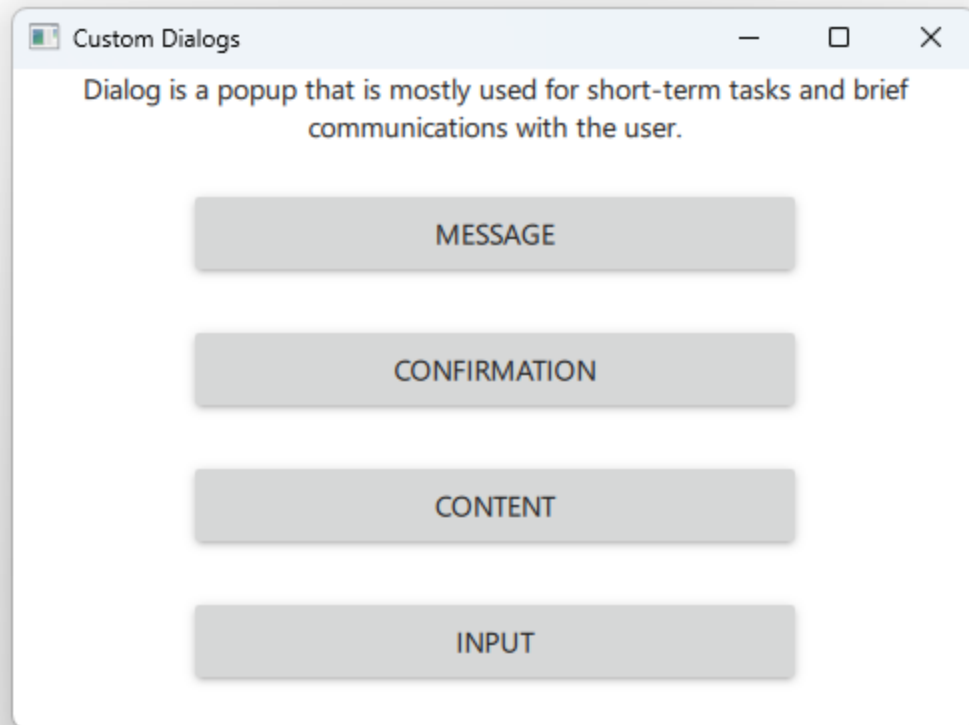 Custom Dialogs
Dialog is a popup that is mostly used for short-term tasks and brief
communications with the user.
MESSAGE
CONFIRMATION
CONTENT
INPUT